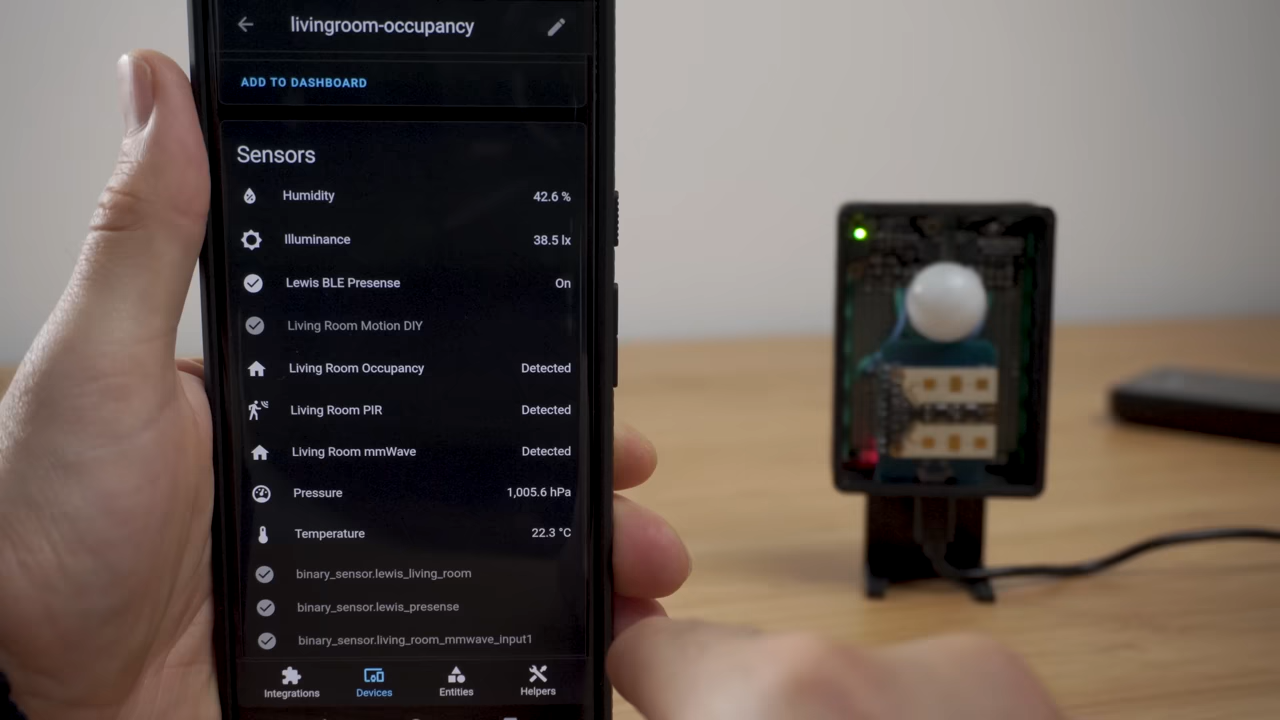 livingroom-occupancy
ADD TO DASHBOARD
Sensors
Humidity 42.6 %
Illuminance 38.5 lx
Lewis BLE Presense On
Living Room Motion DIY
Living Room Occupancy Detected
Living Room PIR Detected
Living Room mmWave Detected
Pressure 1,005.6 hPa
Temperature 22.3 °C
binary_sensor.lewis_living_room
binary_sensor.lewis_presense
binary_sensor.living_room_mmwave_input1
Integrations Devices Entities Helpers